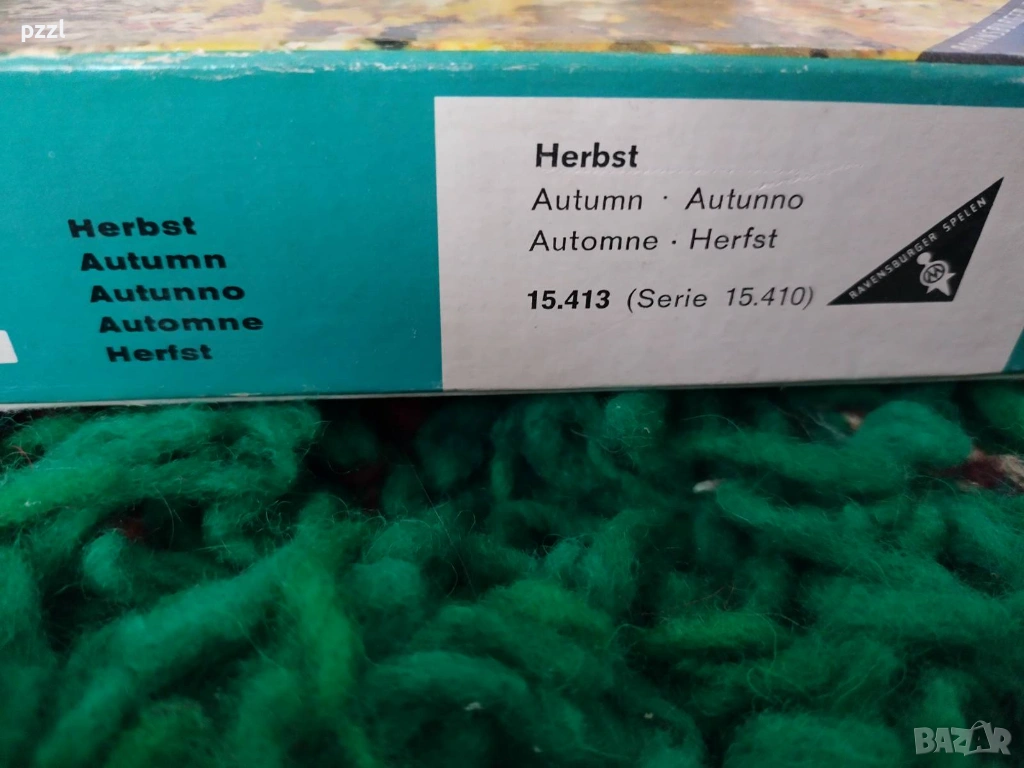 pzzl
Herbst
Autumn
Autunno
Automne
Herfst
Herbst
Autumn · Autunno
Automne · Herfst
15.413 (Serie 15.410)
RAVENSBURGER SPELEN
BAZAR